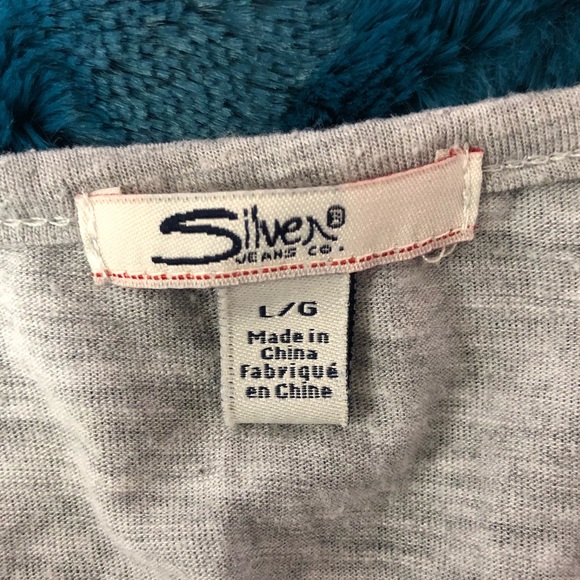 Silver®
JEANS CO.
L/G
Made in
China
Fabriqué
en Chine